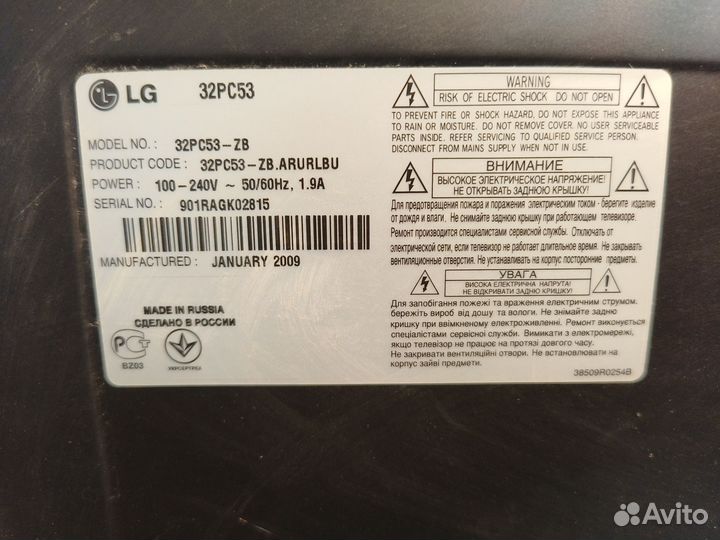 LG 32PC53
MODEL NO. : 32PC53-ZB
PRODUCT CODE : 32PC53-ZB.ARURLBU
POWER : 100-240V ~ 50/60Hz, 1.9A
SERIAL NO. : 901RAGK02815
MANUFACTURED : JANUARY 2009
MADE IN RUSSIA
СДЕЛАНО В РОССИИ
РСТ
BZ03
УКРСЕПРО
WARNING
RISK OF ELECTRIC SHOCK DO NOT OPEN
TO PREVENT FIRE OR SHOCK HAZARD, DO NOT EXPOSE THIS APPLIANCE
TO RAIN OR MOISTURE. DO NOT REMOVE COVER. NO USER SERVICEABLE
PARTS INSIDE. REFER SERVICING TO QUALIFIED SERVICE PERSON.
DISCONNECT FROM MAINS SUPPLY WHEN NOT IN USE.
ВНИМАНИЕ
ВЫСОКОЕ ЭЛЕКТРИЧЕСКОЕ НАПРЯЖЕНИЕ!
НЕ ОТКРЫВАТЬ ЗАДНЮЮ КРЫШКУ!
Для предотвращения пожара и поражения электрическим током - берегите изделие
от дождя и влаги. Не снимайте заднюю крышку при работающем телевизоре.
Ремонт производится специалистами сервисной службы. Отключать от
электрической сети, если телевизор не работает длительное время. Не закрывать
вентиляционные отверстия. Не устанавливать на корпус посторонние предметы.
УВАГА
ВИСОКА ЕЛЕКТРИЧНА НАПРУГА!
НЕ ВІДКРИВАТИ ЗАДНЮ КРИШКУ!
Для запобігання пожежі та враження електричним струмом.
бережіть виріб від дошу та вологи. Не знімайте задню
кришку при ввімкненому електроживленні. Ремонт виконується
спеціалістами сервісної служби. Вимикати з електромережі,
якщо телевізор не працює на протязі довгого часу.
Не закривати вентиляційні отвори. Не встановлювати на
корпус зайві предмети.
38509R0254B
Avito